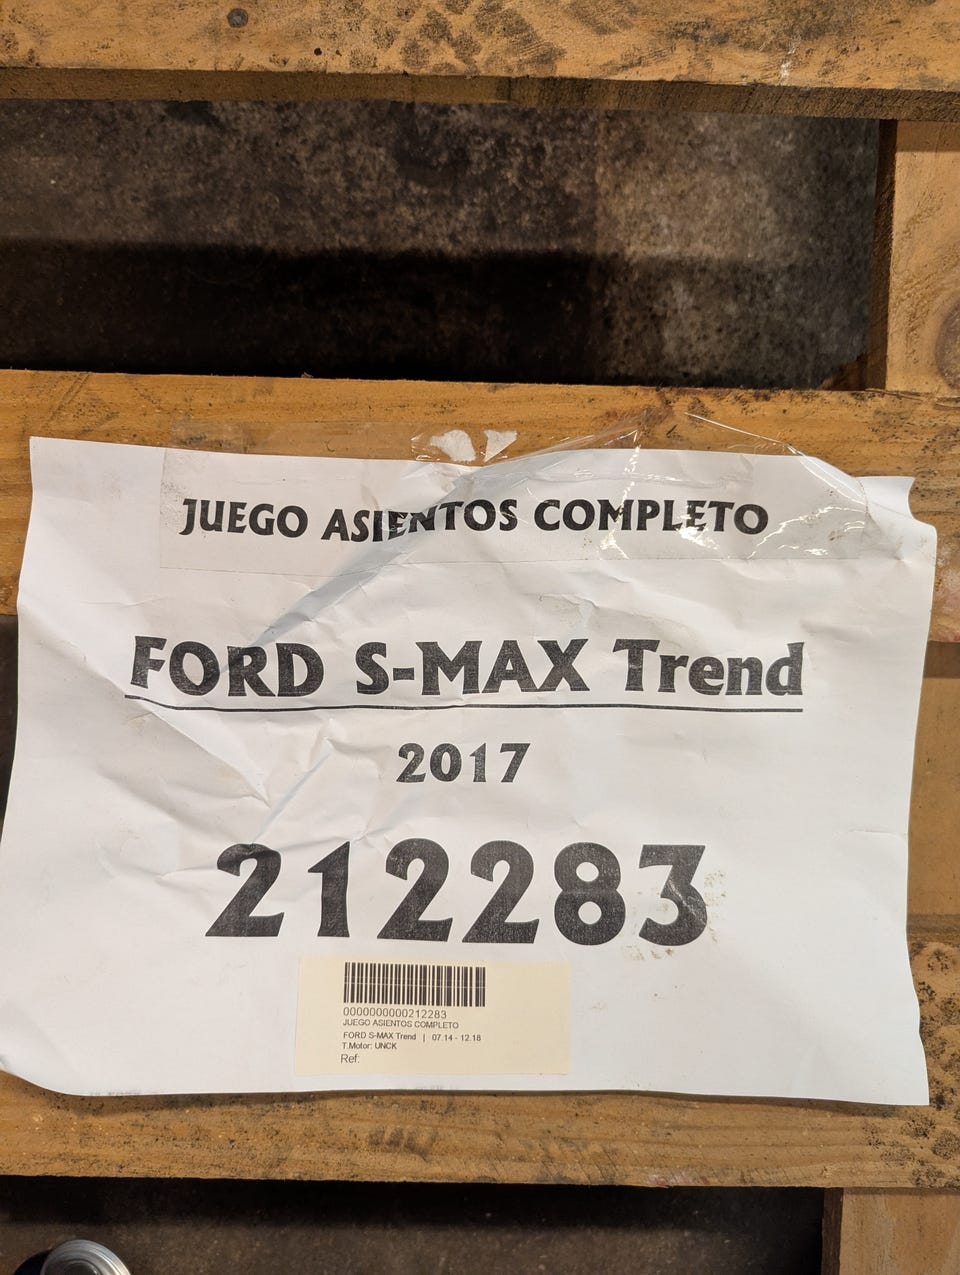 JUEGO ASIENTOS COMPLETO
FORD S-MAX Trend
2017
212283
0000000000212283
JUEGO ASIENTOS COMPLETO
FORD S-MAX Trend | 07.14 - 12.18
T.Motor: UNCK
Ref: